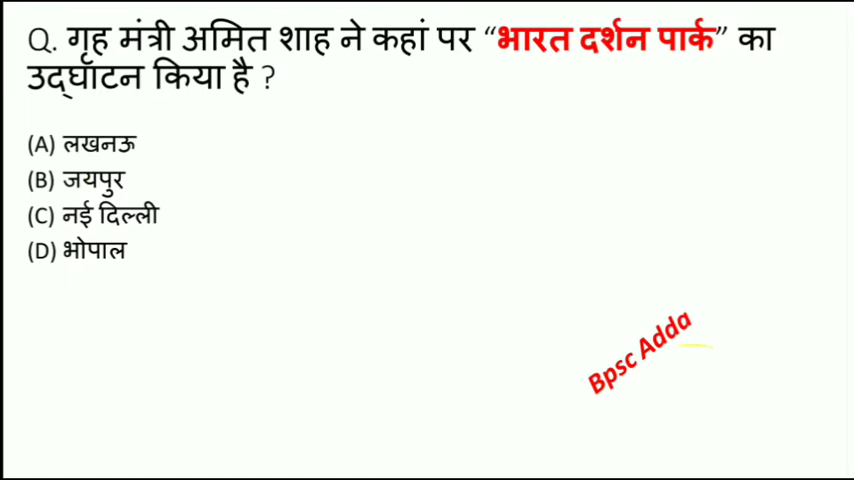 Q. गृह मंत्री अमित शाह ने कहां पर “भारत दर्शन पार्क” का
उद्घाटन किया है ?
(A) लखनऊ
(B) जयपुर
(C) नई दिल्ली
(D) भोपाल
Bpsc Adda